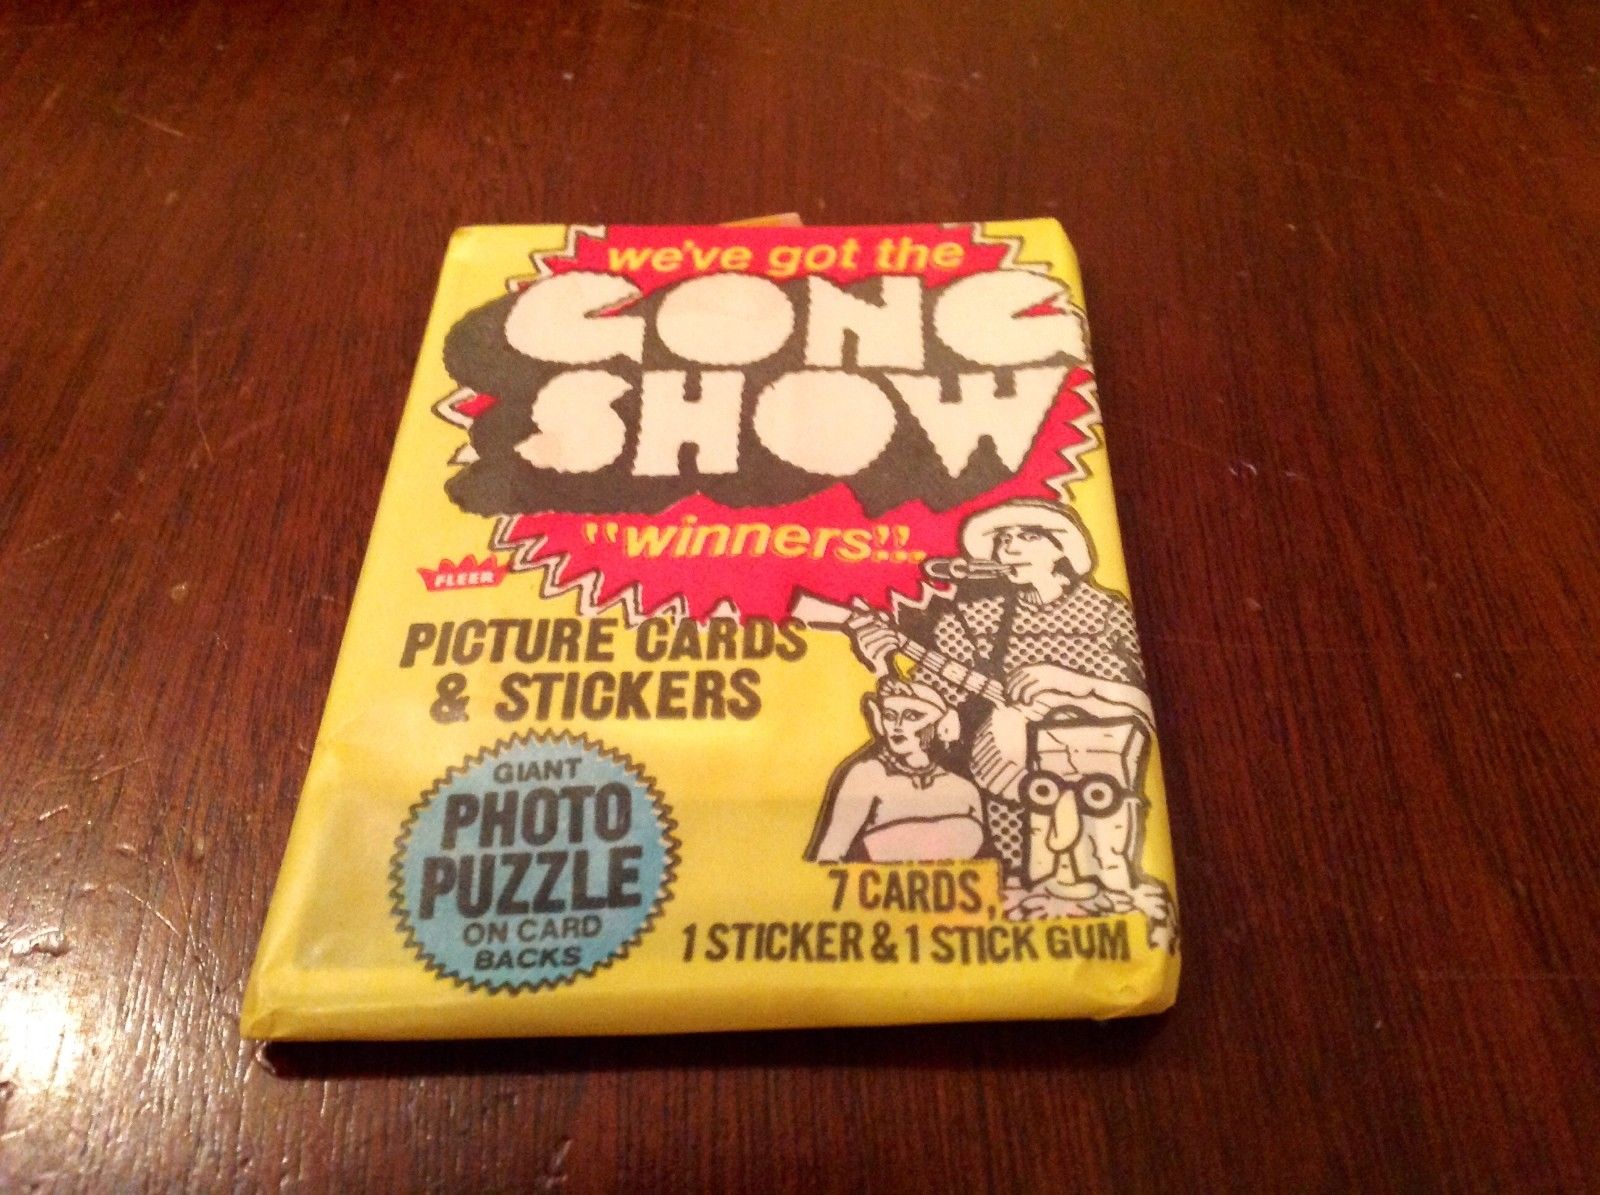 we've got the
GONG
SHOW
"winners"...
FLEER
PICTURE CARDS
& STICKERS
GIANT
PHOTO
PUZZLE
ON CARD
BACKS
7 CARDS,
1 STICKER & 1 STICK GUM